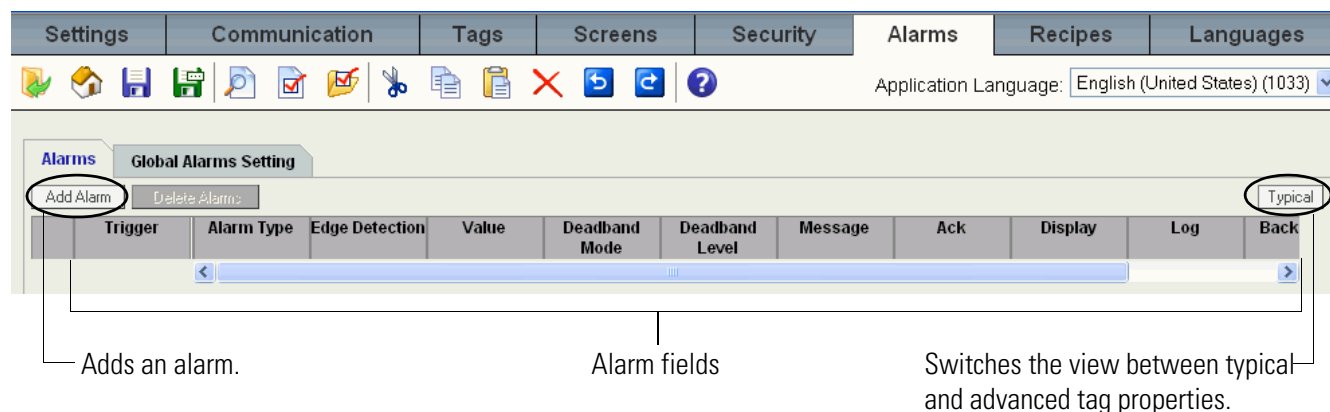 Settings Communication Tags Screens Security Alarms Recipes Languages
Application Language: English (United States) (1033)
Alarms Global Alarms Setting
Add Alarm Delete Alarms Typical
Trigger Alarm Type Edge Detection Value Deadband Mode Deadband Level Message Ack Display Log Back
Adds an alarm.
Alarm fields
Switches the view between typical
and advanced tag properties.